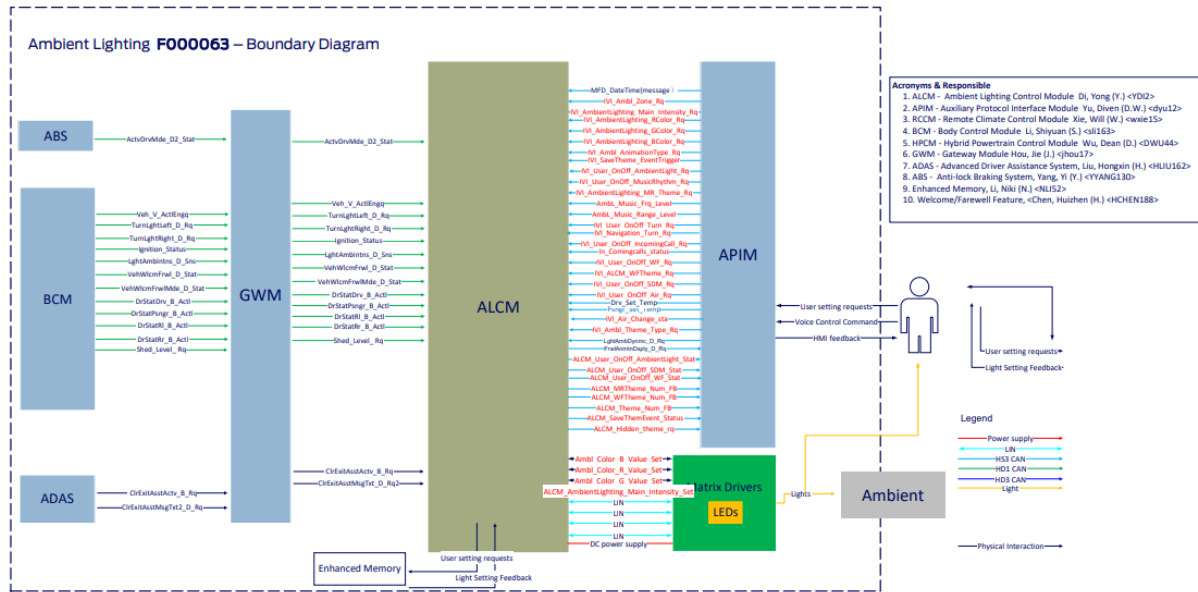 Ambient Lighting F000063 – Boundary Diagram
ABS
ActvDrvMde_D2_Stat
BCM
Veh_V_ActlEngq
TurnLghtLeft_D_Rq
TurnLghtRight_D_Rq
Ignition_Status
LghtAmbIntns_D_Sns
VehWlcmFrwl_D_Stat
VehWlcmFrwlMde_D_Stat
DrStatDrv_B_Actl
DrStatPsngr_B_Actl
DrStatRl_B_Actl
DrStatRr_B_Actl
Shed_Level_Rq
ADAS
ClrExitAsstActv_B_Rq
ClrExitAsstMsgTxt2_D_Rq
GWM
ActvDrvMde_D2_Stat
Veh_V_ActlEngq
TurnLghtLeft_D_Rq
TurnLghtRight_D_Rq
Ignition_Status
LghtAmbIntns_D_Sns
VehWlcmFrwl_D_Stat
VehWlcmFrwlMde_D_Stat
DrStatDrv_B_Actl
DrStatPsngr_B_Actl
DrStatRl_B_Actl
DrStatRr_B_Actl
Shed_Level_ Rq
ClrExitAsstActv_B_Rq
ClrExitAsstMsgTxt_D_Rq2
ALCM
MFD_DateTime(message )
IVI_Ambl_Zone_Rq
IVI_AmbientLighting_Main_Intensity_Rq
IVI_AmbientLighting_RColor_Rq
IVI_AmbientLighting_GColor_Rq
IVI_AmbientLighting_BColor_Rq
IVI_Ambl_AnimationType_Rq
IVI_SaveTheme_EventTrigger
IVI_User_OnOff_AmbientLight_Rq
IVI_User_OnOff_MusicRhythm_Rq
IVI_AmbientLighting_MR_Theme_Rq
AmbL_Music_Frq_Level
AmbL_Music_Range_Level
IVI_User_OnOff_Turn_Rq
IVI_Navigation_Turn_Rq
IVI_User_OnOff_IncomingCall_Rq
In_Comingcalls_status
IVI_User_OnOff_WF_Rq
IVI_ALCM_WFTheme_Rq
IVI_User_OnOff_SDM_Rq
IVI_User_OnOff_Air_Rq
Drv_Set_Temp
IVI_Air_Change_sta
IVI_Ambl_Theme_Type_Rq
LghtAmbDynmc_D_Rq
FrwlAmtnDsply_D_Rq
ALCM_User_OnOff_AmbientLight_Stat
ALCM_User_OnOff_SDM_Stat
ALCM_User_OnOff_WF_Stat
ALCM_MRTheme_Num_FB
ALCM_WFTheme_Num_FB
ALCM_Theme_Num_FB
ALCM_SaveThemEvent_Status
ALCM_Hidden_theme_rq
APIM
Ambl_Color_B_Value_Set
Ambl_Color_R_Value_Set
Ambl_Color_G_Value_Set
ALCM_AmbientLighting_Main_Intensity_Set
LIN
LIN
LIN
LIN
DC power supply
Matrix Drivers
LEDs
Lights
Ambient
Enhanced Memory
User setting requests
Light Setting Feedback
User setting requests
Voice Control Command
HMI feedback
User setting requests
Light Setting Feedback
Acronyms & Responsible
1. ALCM - Ambient Lighting Control Module Di, Yong (Y.) <YDI2>
2. APIM - Auxiliary Protocol Interface Module Yu, Diven (D.W.) <dyu12>
3. RCCM - Remote Climate Control Module Xie, Will (W.) <wxie15>
4. BCM - Body Control Module Li, Shiyuan (S.) <sli163>
5. HPCM - Hybrid Powertrain Control Module Wu, Dean (D.) <DWU44>
6. GWM - Gateway Module Hou, Jie (J.) <jhou17>
7. ADAS - Advanced Driver Assistance System, Liu, Hongxin (H.) <HLIU162>
8. ABS - Anti-lock Braking System, Yang, Yi (Y.) <YYANG130>
9. Enhanced Memory, Li, Niki (N.) <NLI52>
10. Welcome/Farewell Feature, <Chen, Huizhen (H.) <HCHEN188>
Legend
Power supply
LIN
HS3 CAN
HD1 CAN
HD3 CAN
Light
Physical Interaction